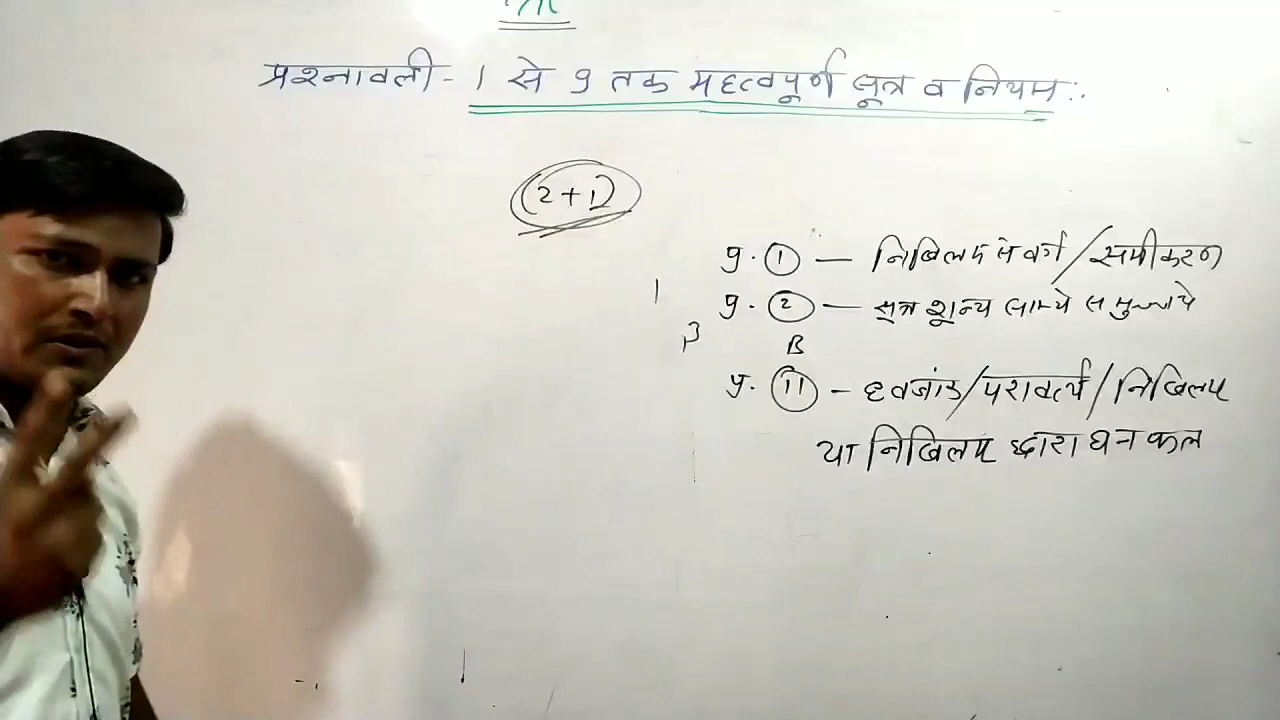 प्रश्नावली - 1 से 9 तक महत्वपूर्ण सूत्र व नियम:
(2+1)
प्र. 1 — निखिलम से वर्ग / समीकरण
प्र. 2 — सूत्र शून्य साम्ये समुच्चये
B
प्र. 11 - ध्वजांक / परावर्त्य / निखिलम
या निखिलम द्वारा घनफल